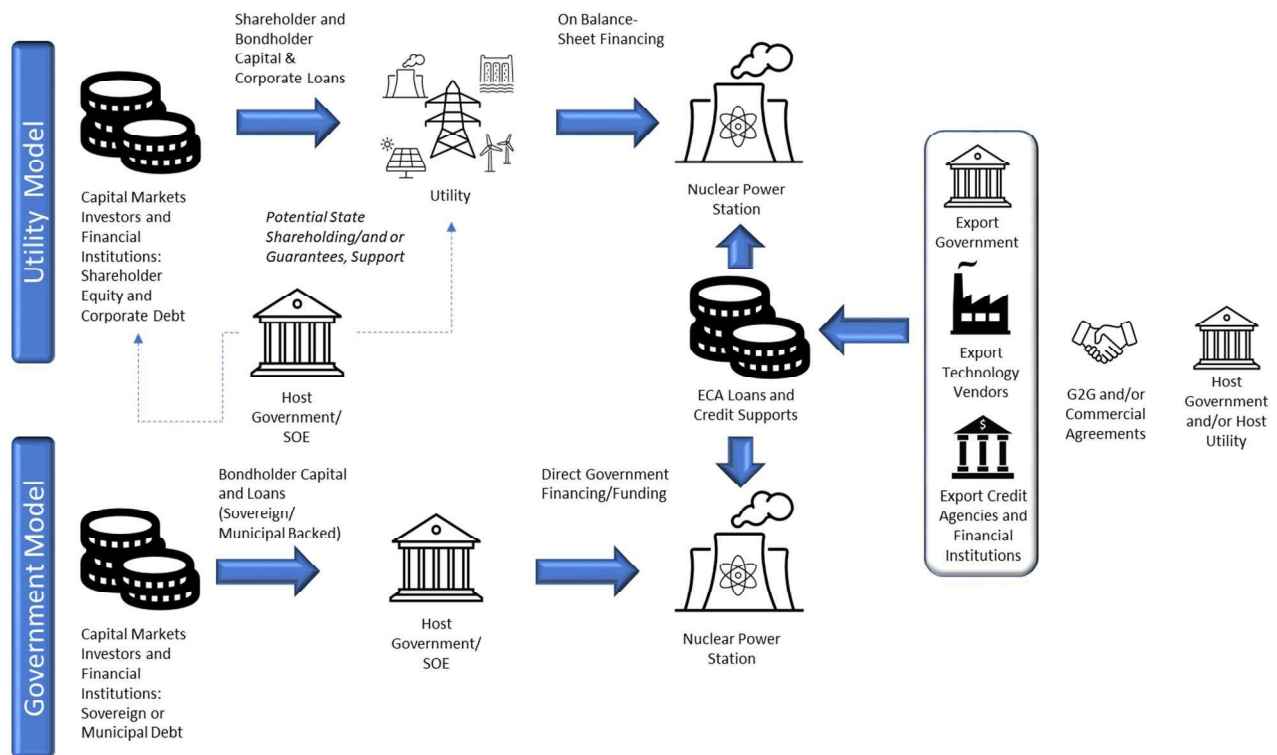 Utility Model
Shareholder and
Bondholder
Capital &
Corporate Loans
On Balance-
Sheet Financing
Capital Markets
Investors and
Financial
Institutions:
Shareholder
Equity and
Corporate Debt
Utility
Nuclear Power
Station
Potential State
Shareholding/and or
Guarantees, Support
Host
Government/
SOE
ECA Loans and
Credit Supports
Export
Government
Export
Technology
Vendors
Export Credit
Agencies and
Financial
Institutions
G2G and/or
Commercial
Agreements
Host
Government
and/or Host
Utility
Government Model
Bondholder Capital
and Loans
(Sovereign/
Municipal Backed)
Direct Government
Financing/Funding
Capital Markets
Investors and
Financial
Institutions:
Sovereign or
Municipal Debt
Host
Government/
SOE
Nuclear Power
Station
$